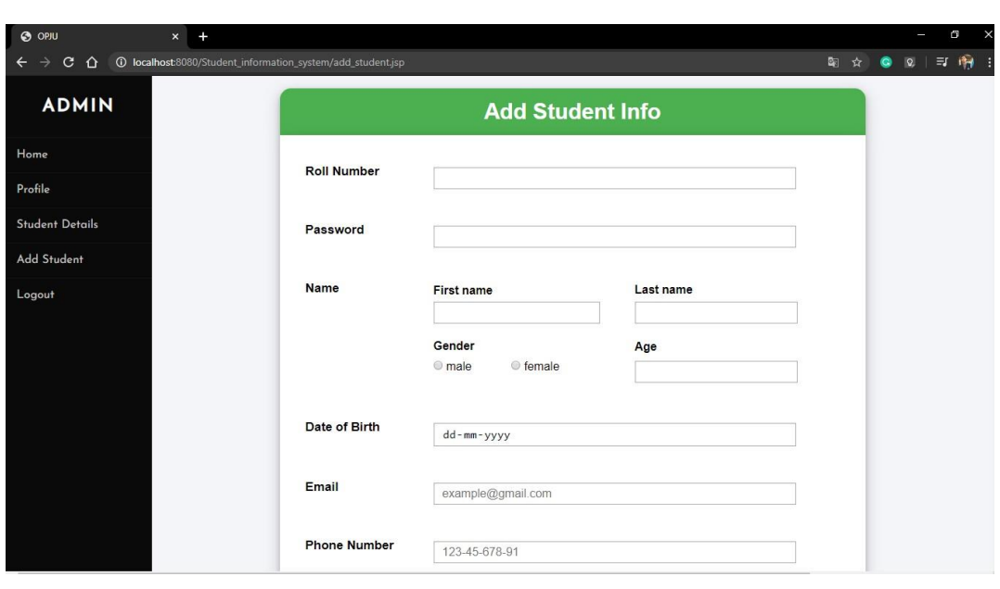 OPJU
localhost:8080/Student_information_system/add_student.jsp
ADMIN
Home
Profile
Student Details
Add Student
Logout
Add Student Info
Roll Number
Password
Name
First name
Last name
Gender
Age
male
female
Date of Birth
dd-mm-yyyy
Email
example@gmail.com
Phone Number
123-45-678-91